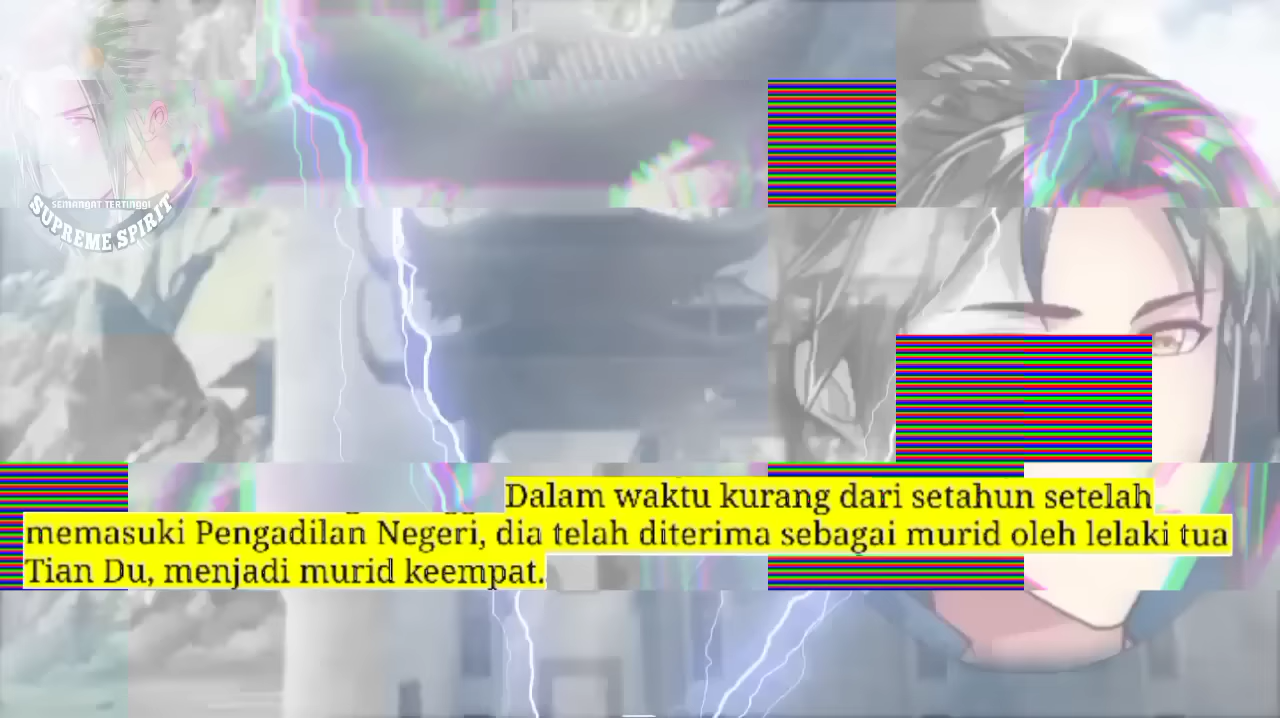 SEMANGAT TERTINGGI
SUPREME SPIRIT
Dalam waktu kurang dari setahun setelah
memasuki Pengadilan Negeri, dia telah diterima sebagai murid oleh lelaki tua
Tian Du, menjadi murid keempat.